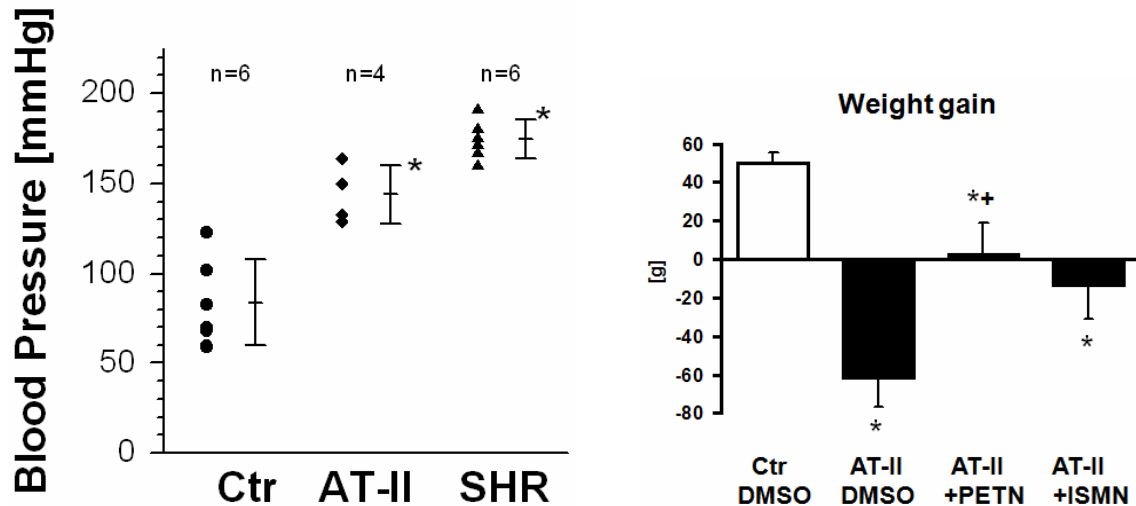 Blood Pressure [mmHg]
n=6 n=4 n=6
200
150
100
50
0
*
*
Ctr AT-II SHR
Weight gain
[g]
60
40
20
0
-20
-40
-60
-80
*+
*
*
Ctr AT-II AT-II AT-II
DMSO DMSO +PETN +ISMN